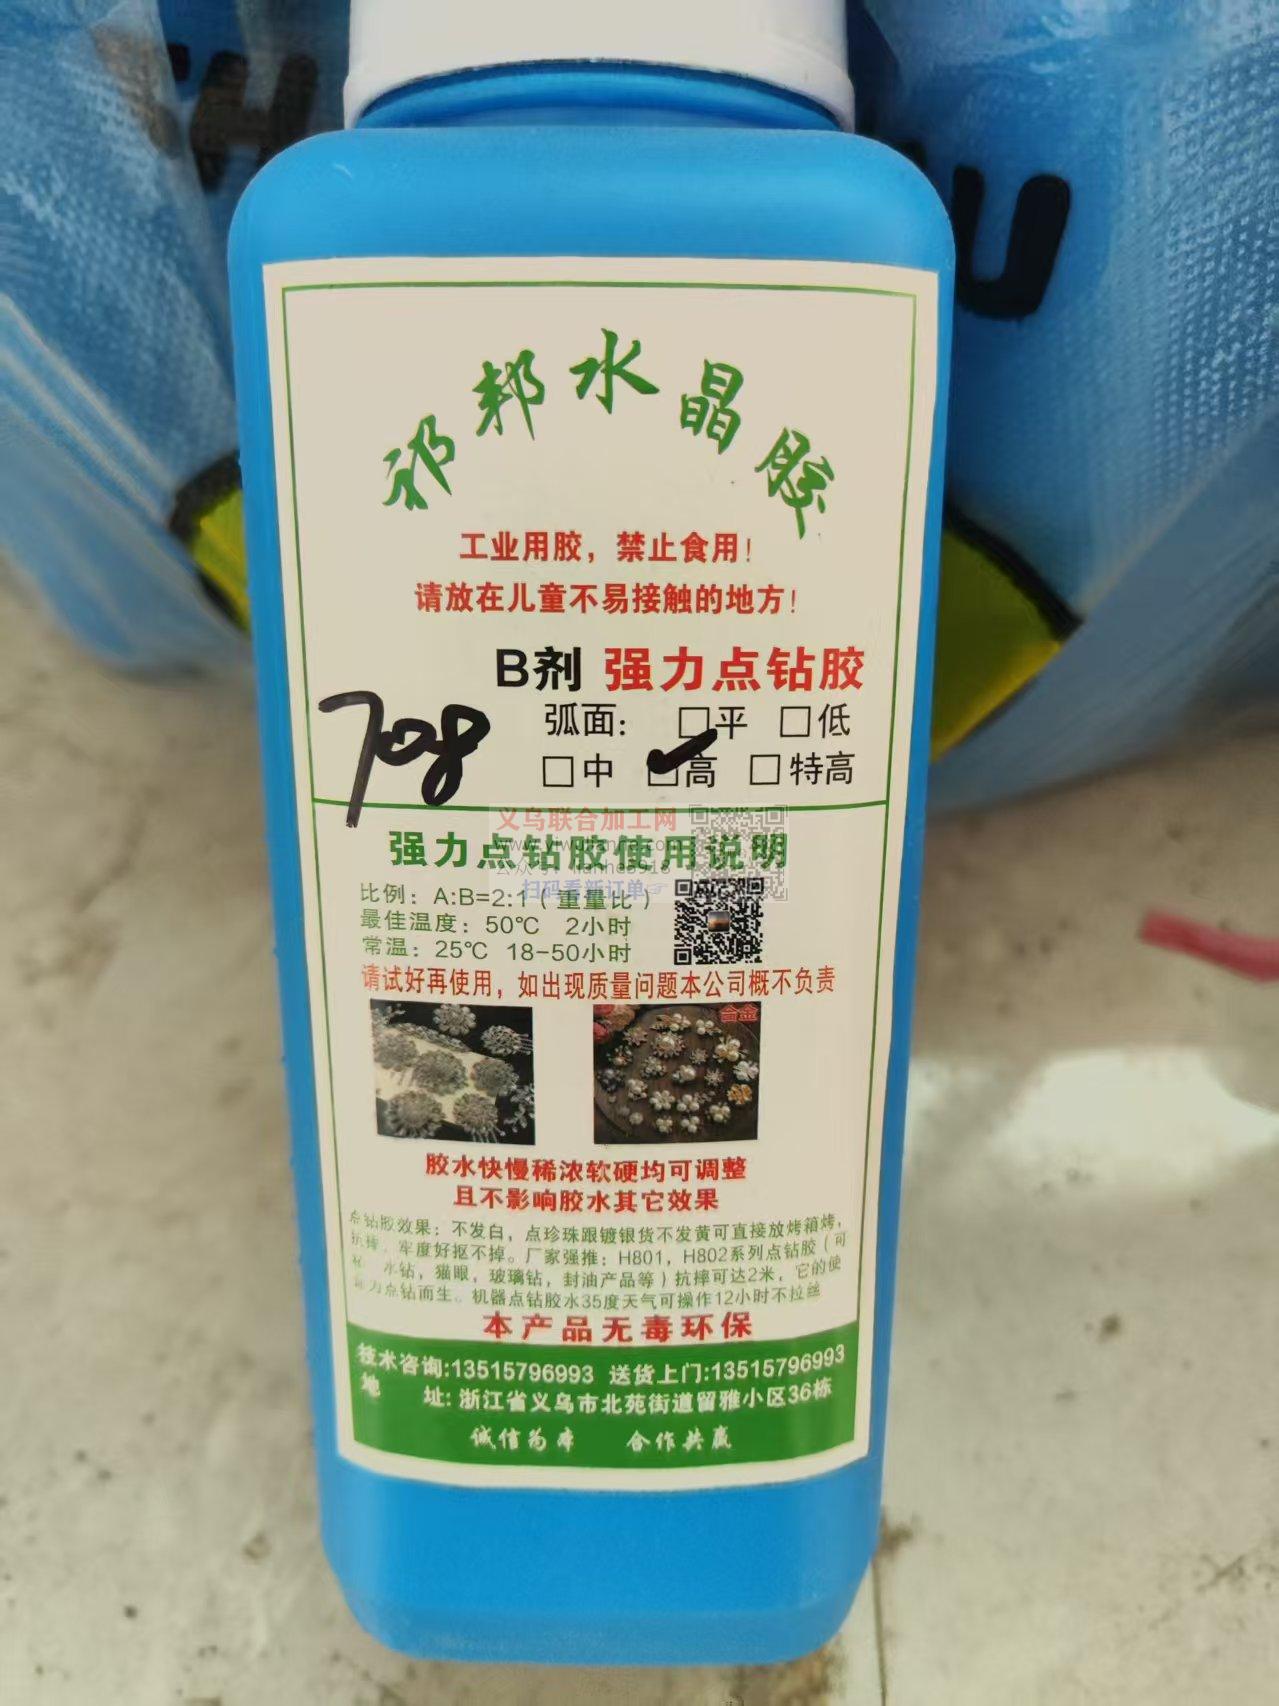 祁邦水晶胶
工业用胶，禁止食用！
请放在儿童不易接触的地方！
B剂 强力点钻胶
708
弧面：□平 □低
□中 □高 □特高
义乌联合加工网
强力点钻胶使用说明
扫码看新订单
比例：A:B=2:1（重量比）
最佳温度：50℃ 2小时
常温：25℃ 18-50小时
请试好再使用，如出现质量问题本公司概不负责
合金
胶水快慢稀浓软硬均可调整
且不影响胶水其它效果
点钻胶效果：不发白，点珍珠跟镀银货不发黄可直接放烤箱烤，
抗摔，牢度好抠不掉。厂家强推：H801，H802系列点钻胶（可
水钻，猫眼，玻璃钻，封油产品等）抗摔可达2米，它的使
力点钻而生。机器点钻胶水35度天气可操作12小时不拉丝
本产品无毒环保
技术咨询:13515796993 送货上门:13515796993
地 址: 浙江省义乌市北苑街道留雅小区36栋
诚信为本 合作共赢